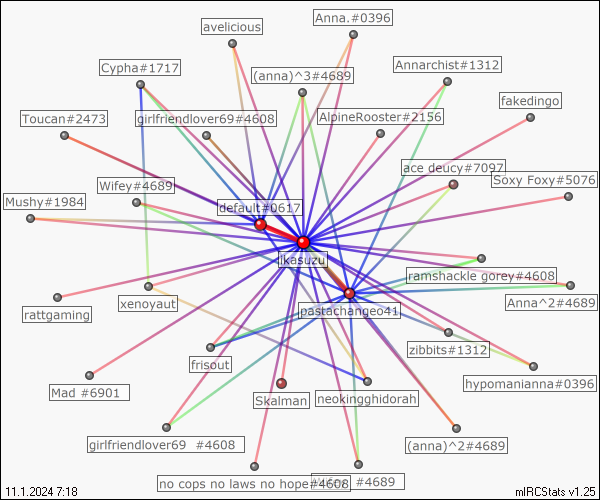 Anna.#0396
avelicious
Cypha#1717
(anna)^3#4689
Annarchist#1312
fakedingo
Toucan#2473
girlfriendlover69#4608
AlpineRooster#2156
ace deucy#7097
Soxy Foxy#5076
Wifey#4689
Mushy#1984
default#0617
Ikasuzu
ramshackle gorey#4608
Anna^2#4689
xenoyaut
rattgaming
pastachangeo41
zibbits#1312
frisout
hypomanianna#0396
Mad #6901
Skalman
neokingghidorah
girlfriendlover69 #4608
(anna)^2#4689
no cops no laws no hope#4608
#4689
11.1.2024 7:18
mIRCStats v1.25